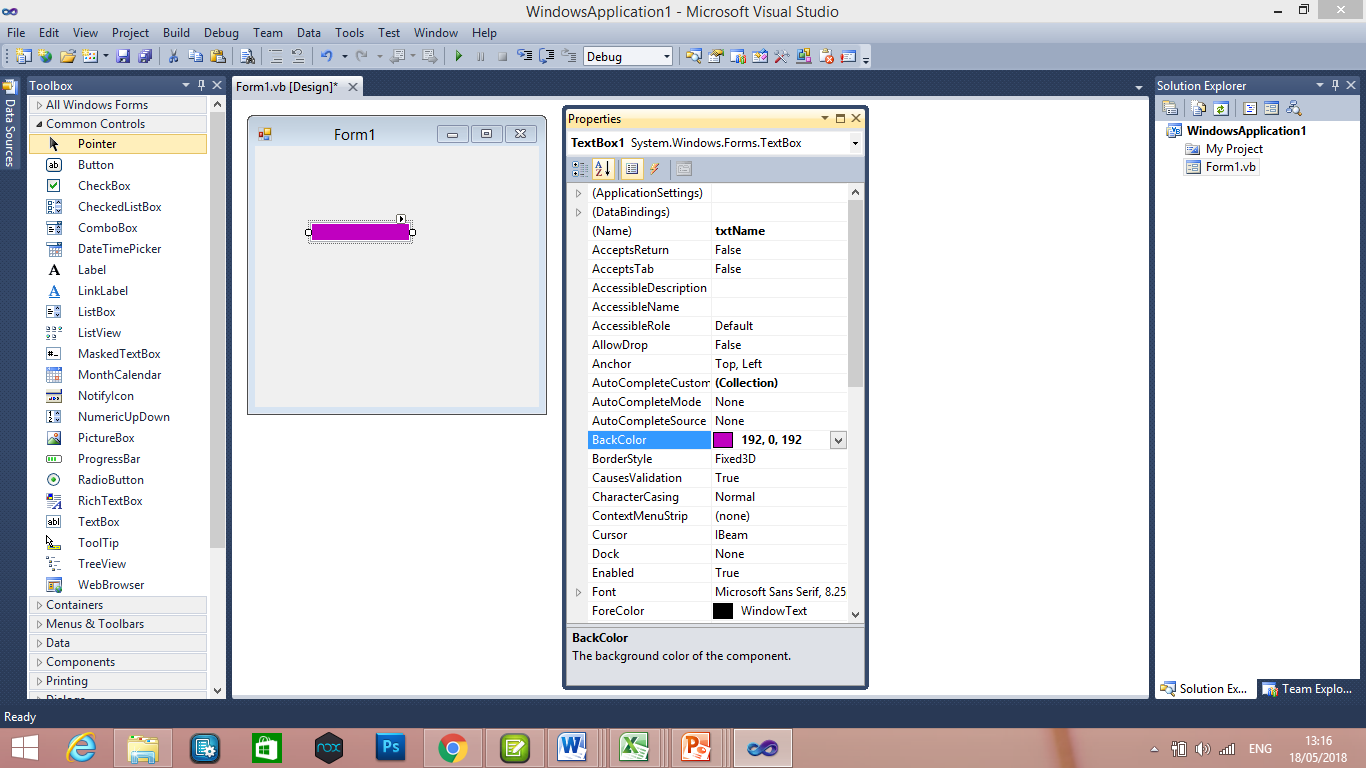 WindowsApplication1 - Microsoft Visual Studio
File Edit View Project Build Debug Team Data Tools Test Window Help
Debug
Data Sources
Toolbox
All Windows Forms
Common Controls
Pointer
Button
CheckBox
CheckedListBox
ComboBox
DateTimePicker
Label
LinkLabel
ListBox
ListView
MaskedTextBox
MonthCalendar
NotifyIcon
NumericUpDown
PictureBox
ProgressBar
RadioButton
RichTextBox
TextBox
ToolTip
TreeView
WebBrowser
Containers
Menus & Toolbars
Data
Components
Printing
Dialogs
Form1.vb [Design]*
Form1
Properties
TextBox1 System.Windows.Forms.TextBox
(ApplicationSettings)
(DataBindings)
(Name) txtName
AcceptsReturn False
AcceptsTab False
AccessibleDescription
AccessibleName
AccessibleRole Default
AllowDrop False
Anchor Top, Left
AutoCompleteCustom (Collection)
AutoCompleteMode None
AutoCompleteSource None
BackColor 192, 0, 192
BorderStyle Fixed3D
CausesValidation True
CharacterCasing Normal
ContextMenuStrip (none)
Cursor IBeam
Dock None
Enabled True
Font Microsoft Sans Serif, 8.25
ForeColor WindowText
BackColor
The background color of the component.
Solution Explorer
WindowsApplication1
My Project
Form1.vb
Solution Ex... Team Explo...
Ready
nox
Ps
ENG
13:16
18/05/2018